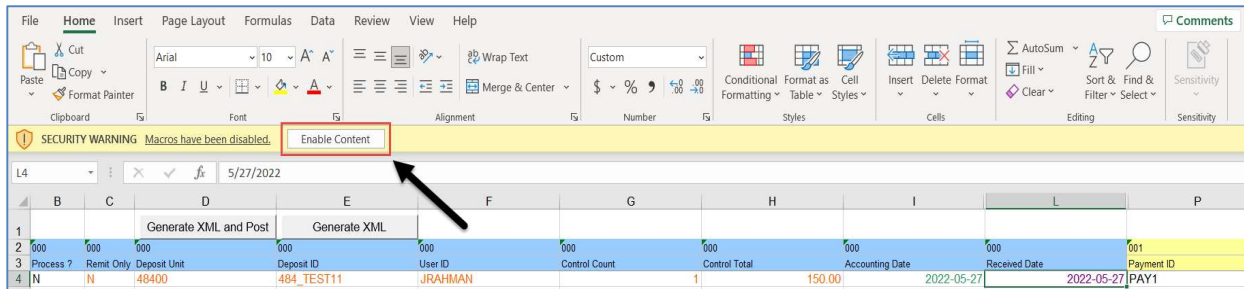 File Home Insert Page Layout Formulas Data Review View Help Comments
Cut
Copy
Format Painter
Paste
Arial 10 A^ A˅
B I U A
Wrap Text
Merge & Center
Custom
$ % 9 .00 .0
Conditional Formatting
Format as Table
Cell Styles
Insert Delete Format
AutoSum
Fill
Clear
Sort & Filter
Find & Select
Sensitivity
Clipboard Font Alignment Number Styles Cells Editing Sensitivity
SECURITY WARNING Macros have been disabled. Enable Content
L4 fx 5/27/2022
B C D E F G H I L P
1 Generate XML and Post Generate XML
2 000 000 000 000 000 000 000 000 000 001
3 Process ? Remit Only Deposit Unit Deposit ID User ID Control Count Control Total Accounting Date Received Date Payment ID
4 N N 48400 484_TEST11 JRAHMAN 1 150.00 2022-05-27 2022-05-27 PAY1